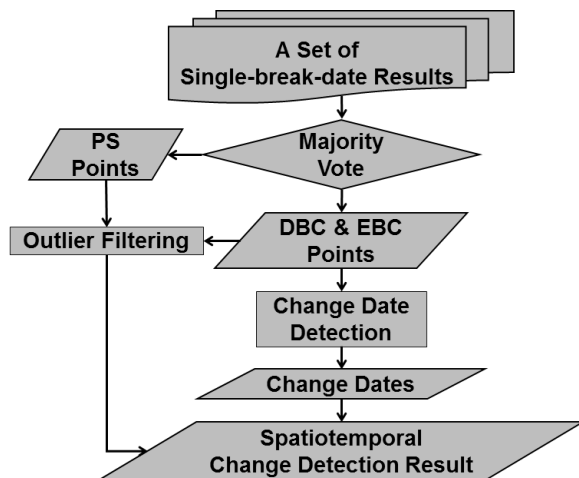 A Set of
Single-break-date Results
PS
Points
Majority
Vote
Outlier Filtering
DBC & EBC
Points
Change Date
Detection
Change Dates
Spatiotemporal
Change Detection Result